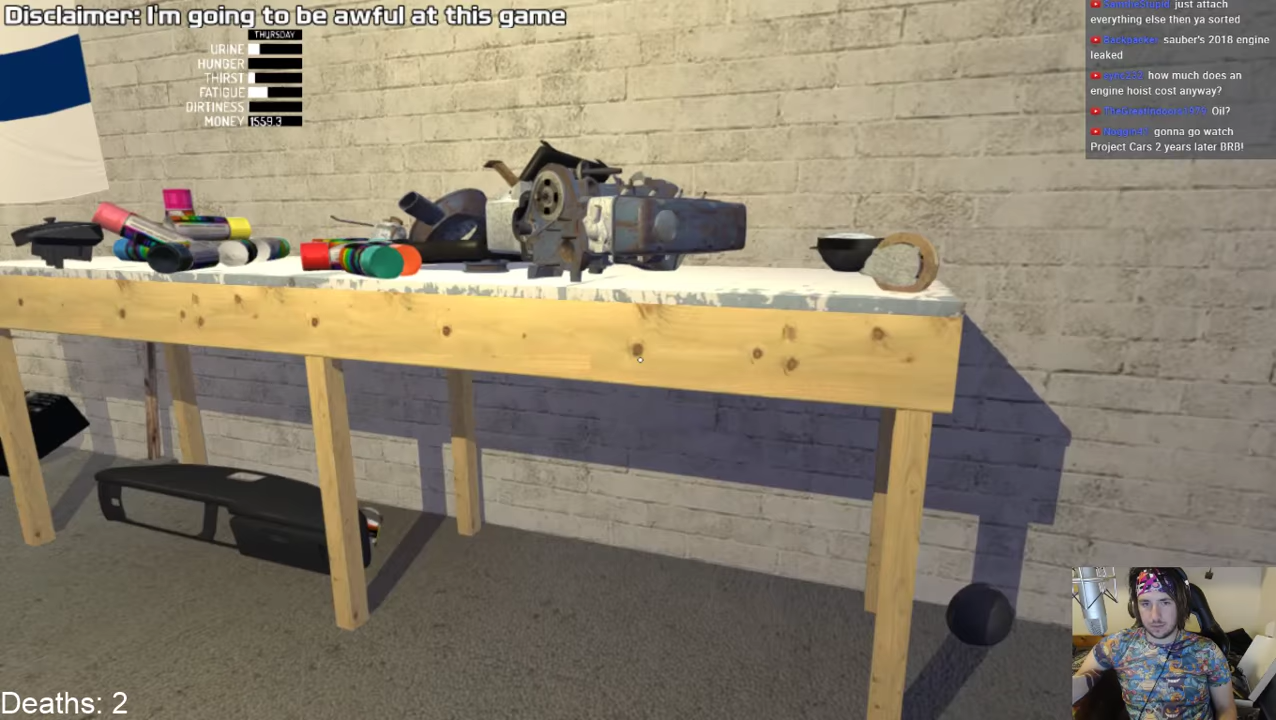 Disclaimer: I'm going to be awful at this game
THURSDAY
URINE
HUNGER
THIRST
FATIGUE
DIRTINESS
MONEY 1559.3
just attach
everything else then ya sorted
sauber's 2018 engine
leaked
how much does an
engine hoist cost anyway?
Oil?
gonna go watch
Project Cars 2 years later BRB!
Deaths: 2